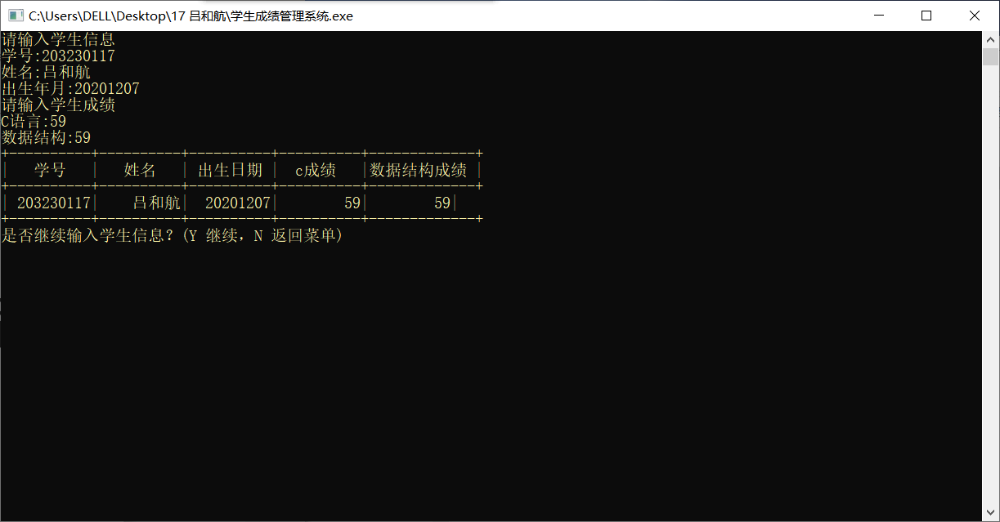 C:\Users\DELL\Desktop\17 吕和航\学生成绩管理系统.exe
请输入学生信息
学号:203230117
姓名:吕和航
出生年月:20201207
请输入学生成绩
C语言:59
数据结构:59
+----------+----------+----------+----------+-------------+
|   学号   |   姓名   | 出生日期 |  c成绩   |数据结构成绩 |
+----------+----------+----------+----------+-------------+
| 203230117|    吕和航|  20201207|        59|        59|
+----------+----------+----------+----------+-------------+
是否继续输入学生信息？(Y 继续，N 返回菜单)